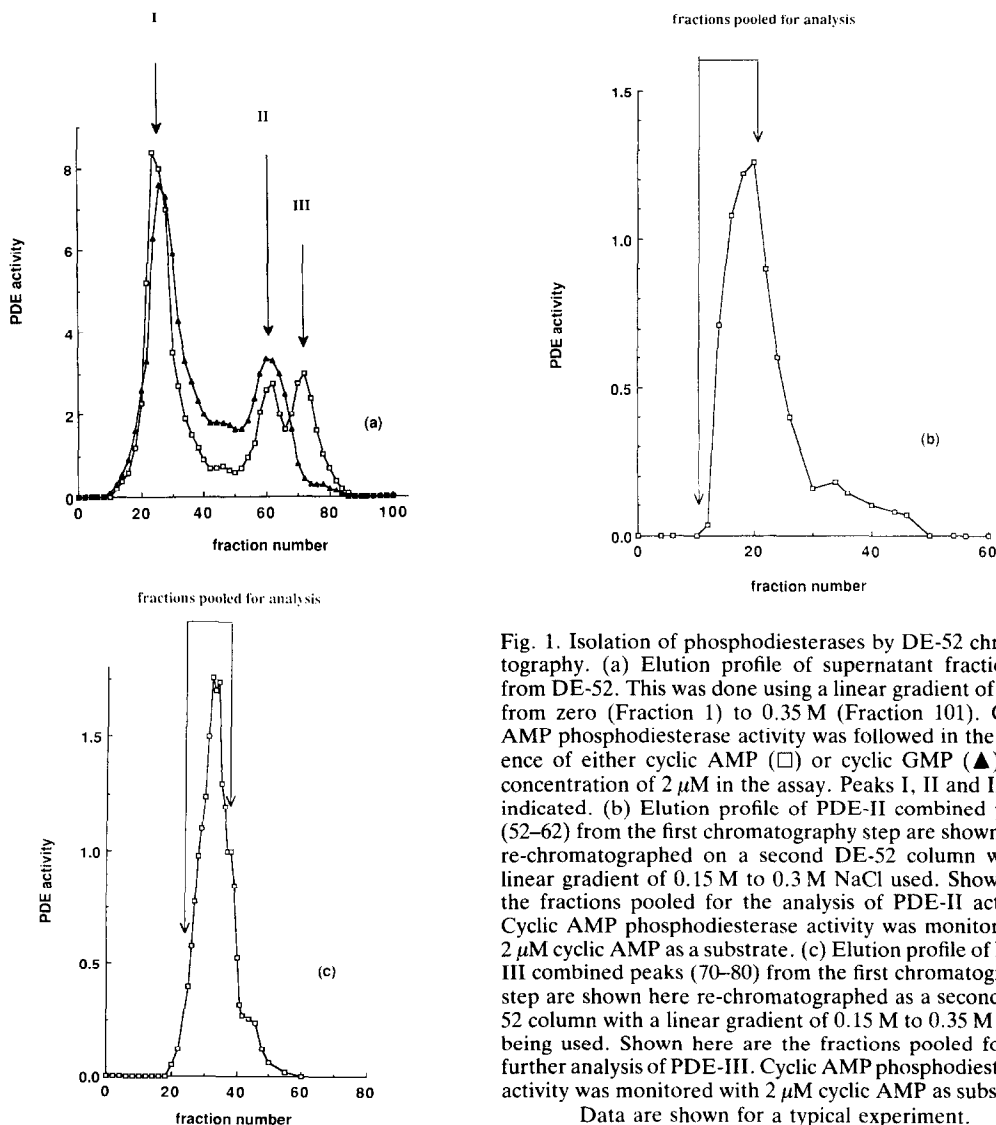 I
II
III
8
6
4
2
0
PDE activity
0 20 40 60 80 100
fraction number
(a)
fractions pooled for analysis
1.5
1.0
0.5
0.0
PDE activity
0 20 40 60
fraction number
(b)
fractions pooled for analysis
1.5
1.0
0.5
0.0
PDE activity
0 20 40 60 80
fraction number
(c)
Fig. 1. Isolation of phosphodiesterases by DE-52 chr
tography. (a) Elution profile of supernatant fractio
from DE-52. This was done using a linear gradient of
from zero (Fraction 1) to 0.35 M (Fraction 101).
AMP phosphodiesterase activity was followed in the
ence of either cyclic AMP (□) or cyclic GMP (▲)
concentration of 2 μM in the assay. Peaks I, II and I
indicated. (b) Elution profile of PDE-II combined
(52–62) from the first chromatography step are shown
re-chromatographed on a second DE-52 column w
linear gradient of 0.15 M to 0.3 M NaCl used. Show
the fractions pooled for the analysis of PDE-II act
Cyclic AMP phosphodiesterase activity was monitor
2 μM cyclic AMP as a substrate. (c) Elution profile of
III combined peaks (70–80) from the first chromatog
step are shown here re-chromatographed as a second
52 column with a linear gradient of 0.15 M to 0.35 M
being used. Shown here are the fractions pooled fo
further analysis of PDE-III. Cyclic AMP phosphodiest
activity was monitored with 2 μM cyclic AMP as subs
Data are shown for a typical experiment.